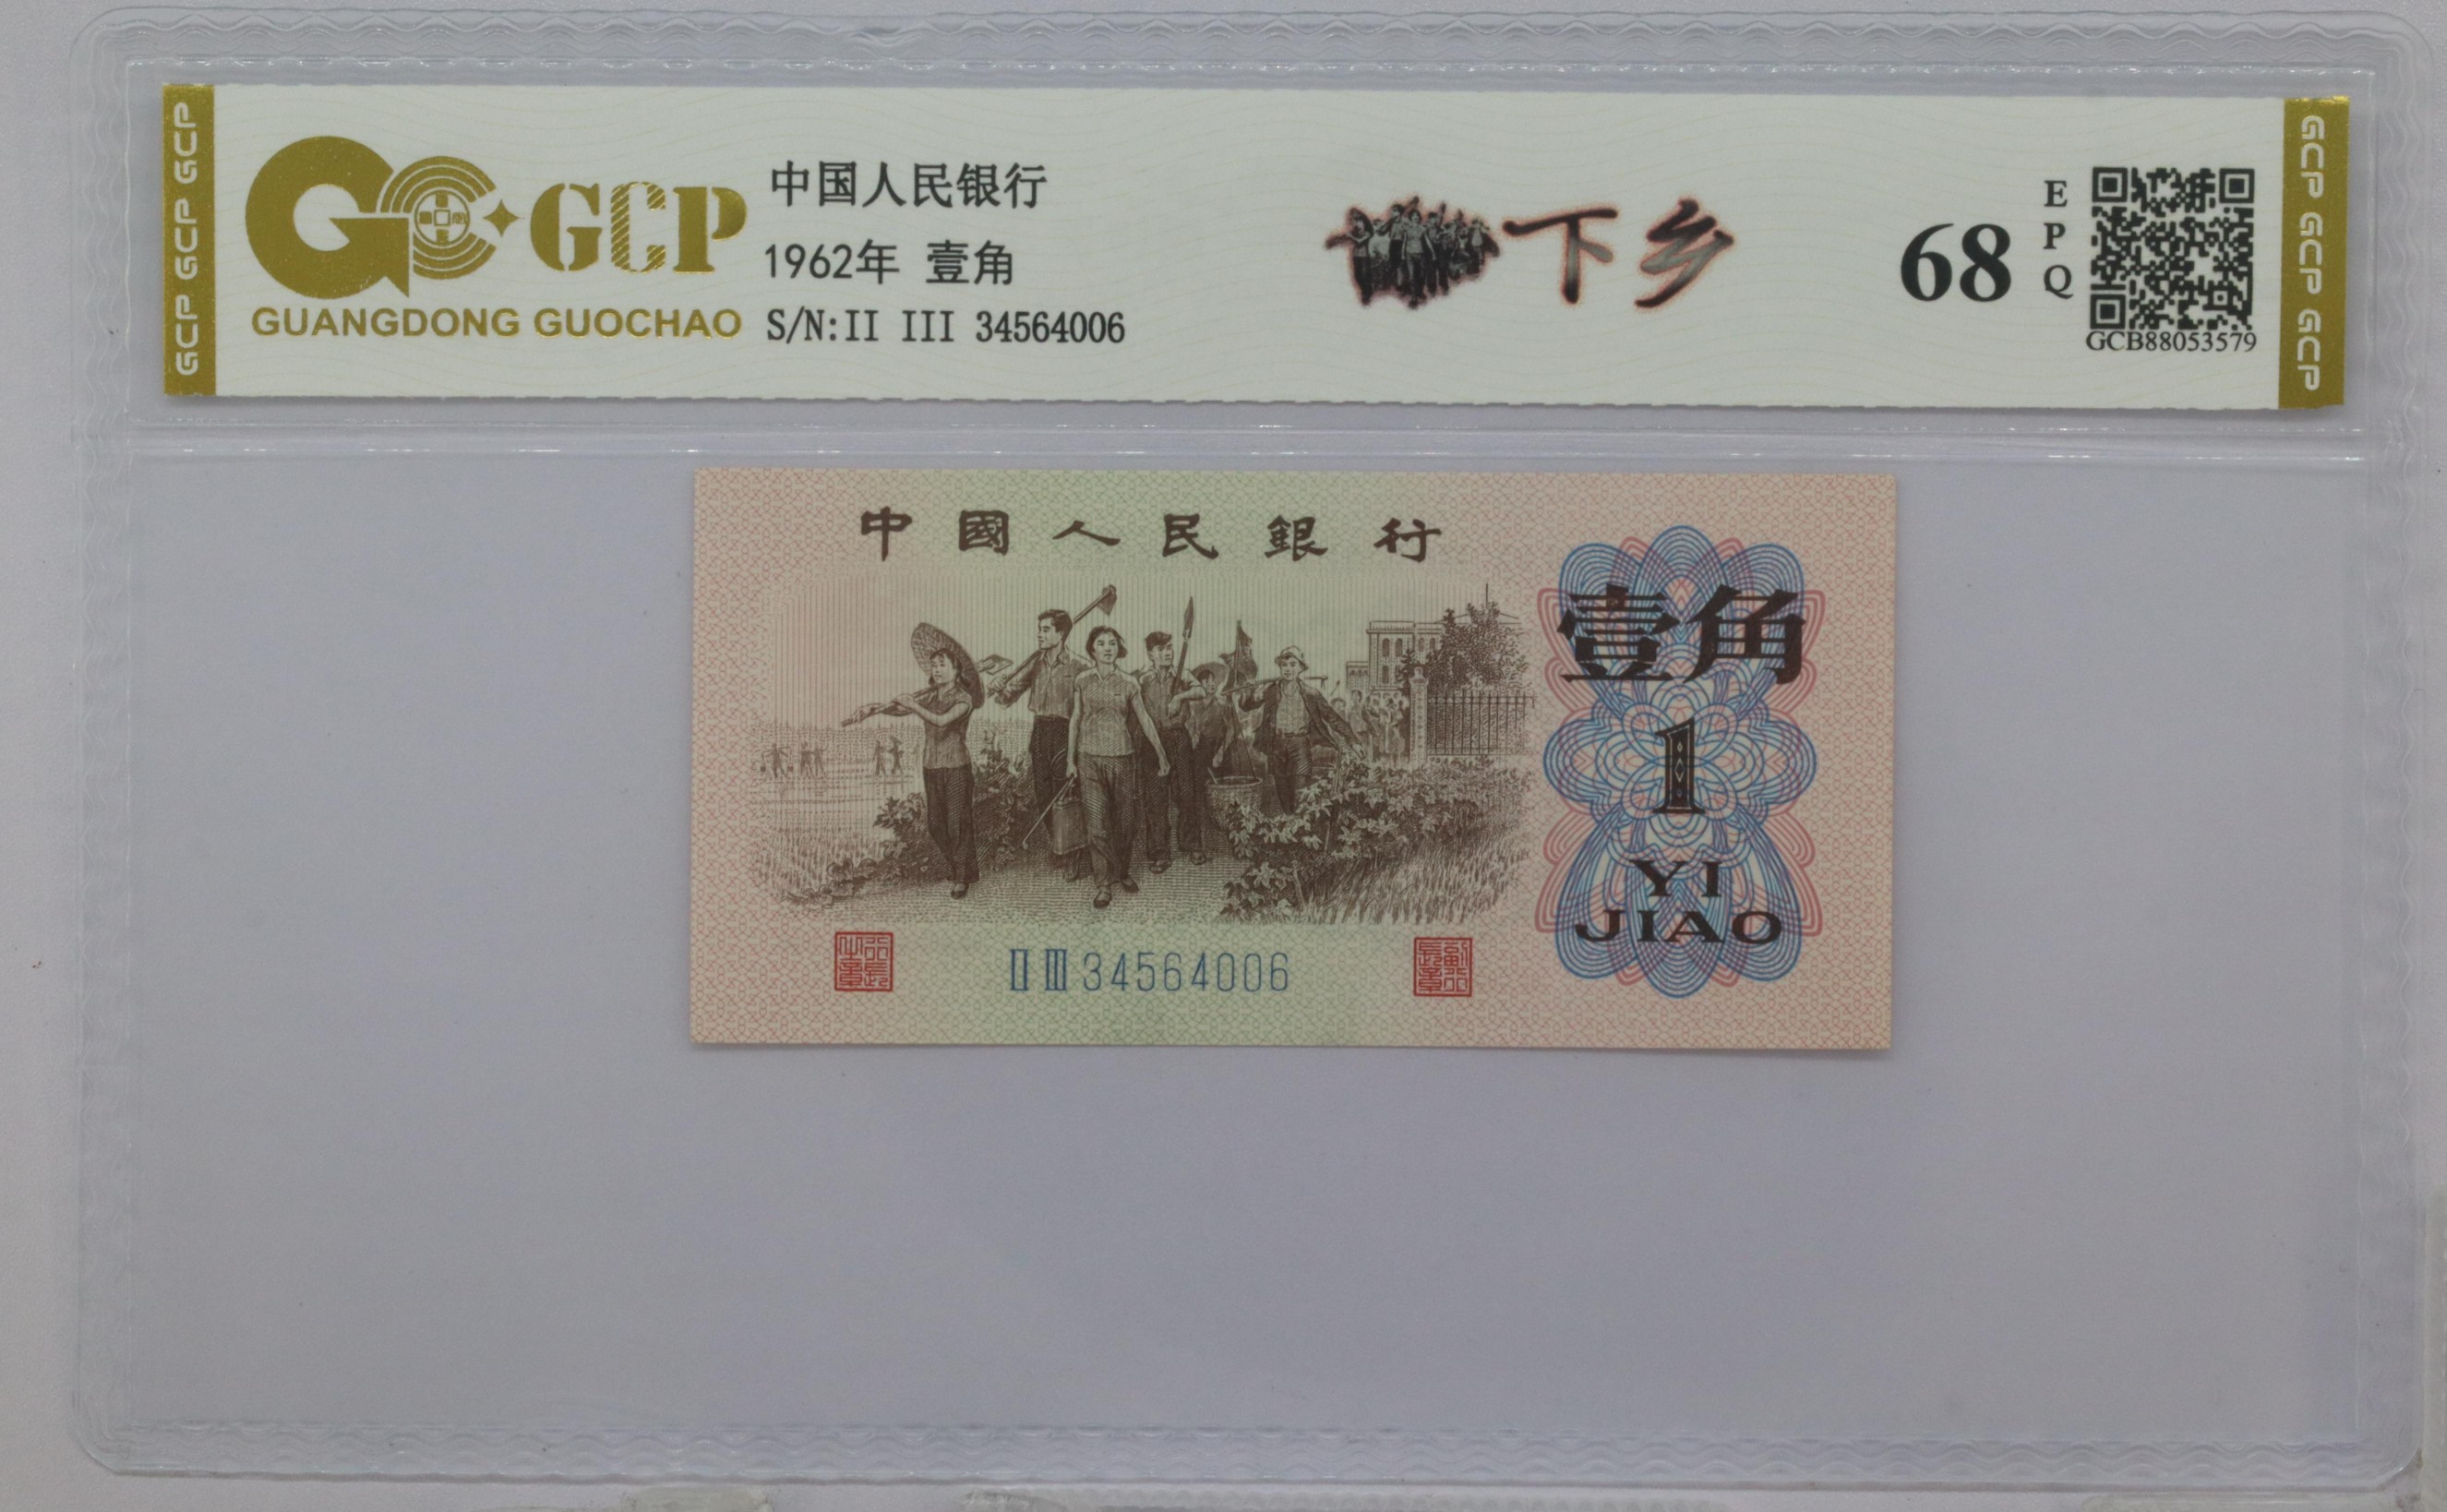 GCP GCP GCP
GCP
GUANGDONG GUOCHAO
中国人民银行
1962年 壹角
S/N:II III 34564006
下乡
68
EPQ
GCB88053579
GCP GCP GCP
中國人民銀行
壹角
1
YI
JIAO
II III 34564006